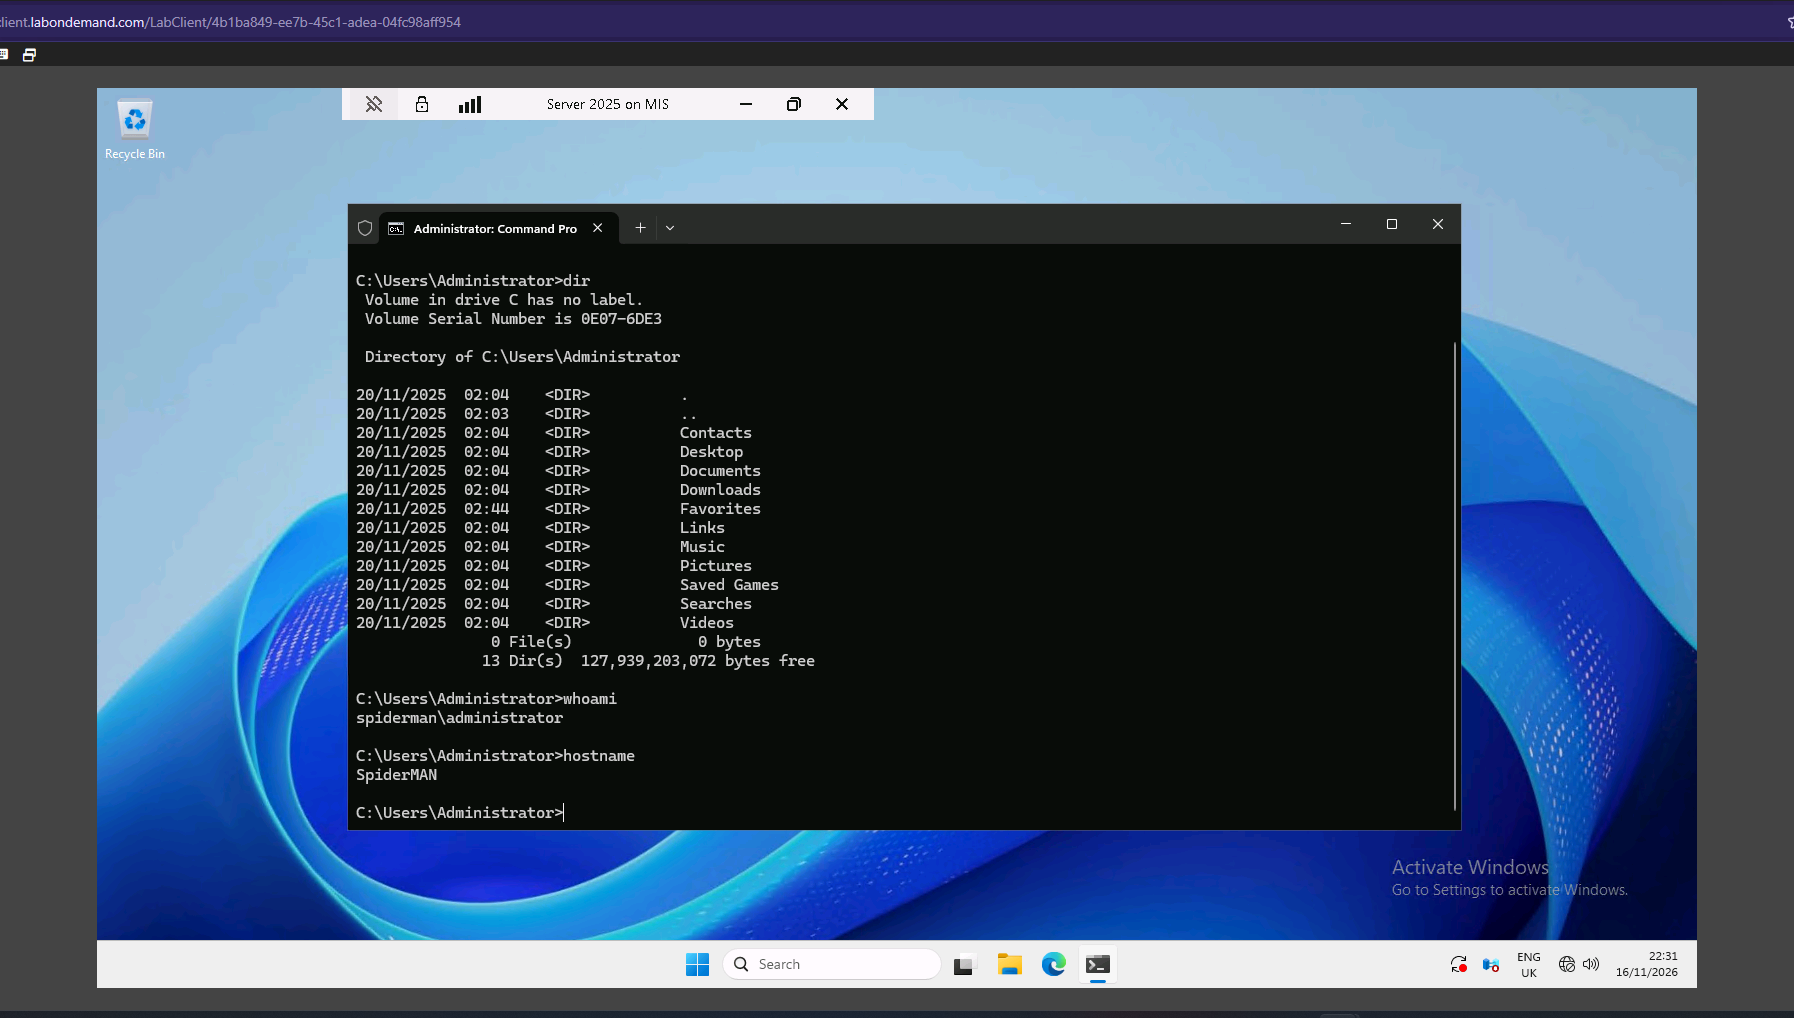 client.labondemand.com/LabClient/4b1ba849-ee7b-45c1-adea-04fc98aff954
Server 2025 on MIS
Recycle Bin
Administrator: Command Pro
C:\Users\Administrator>dir
Volume in drive C has no label.
Volume Serial Number is 0E07-6DE3
Directory of C:\Users\Administrator
20/11/2025  02:04    <DIR>          .
20/11/2025  02:03    <DIR>          ..
20/11/2025  02:04    <DIR>          Contacts
20/11/2025  02:04    <DIR>          Desktop
20/11/2025  02:04    <DIR>          Documents
20/11/2025  02:04    <DIR>          Downloads
20/11/2025  02:44    <DIR>          Favorites
20/11/2025  02:04    <DIR>          Links
20/11/2025  02:04    <DIR>          Music
20/11/2025  02:04    <DIR>          Pictures
20/11/2025  02:04    <DIR>          Saved Games
20/11/2025  02:04    <DIR>          Searches
20/11/2025  02:04    <DIR>          Videos
0 File(s)              0 bytes
13 Dir(s)  127,939,203,072 bytes free
C:\Users\Administrator>whoami
spiderman\administrator
C:\Users\Administrator>hostname
SpiderMAN
C:\Users\Administrator>
Activate Windows
Go to Settings to activate Windows.
Search
ENG
UK
22:31
16/11/2026